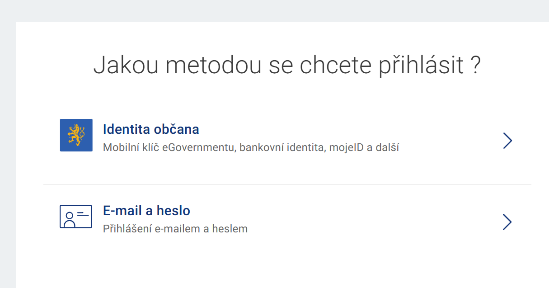 Jakou metodou se chcete přihlásit ?
Identita občana
Mobilní klíč eGovernmentu, bankovní identita, mojeID a další
E-mail a heslo
Přihlášení e-mailem a heslem